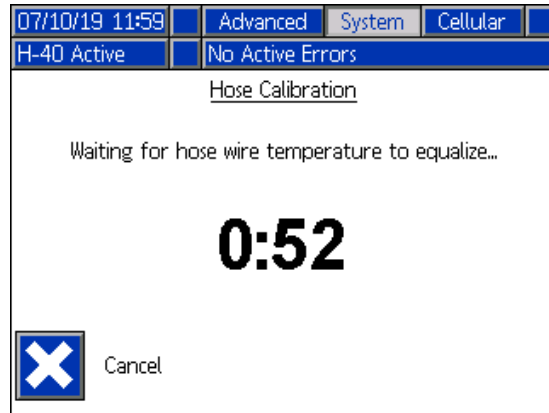 07/10/19 11:59 Advanced System Cellular
H-40 Active No Active Errors
Hose Calibration
Waiting for hose wire temperature to equalize...
0:52
Cancel